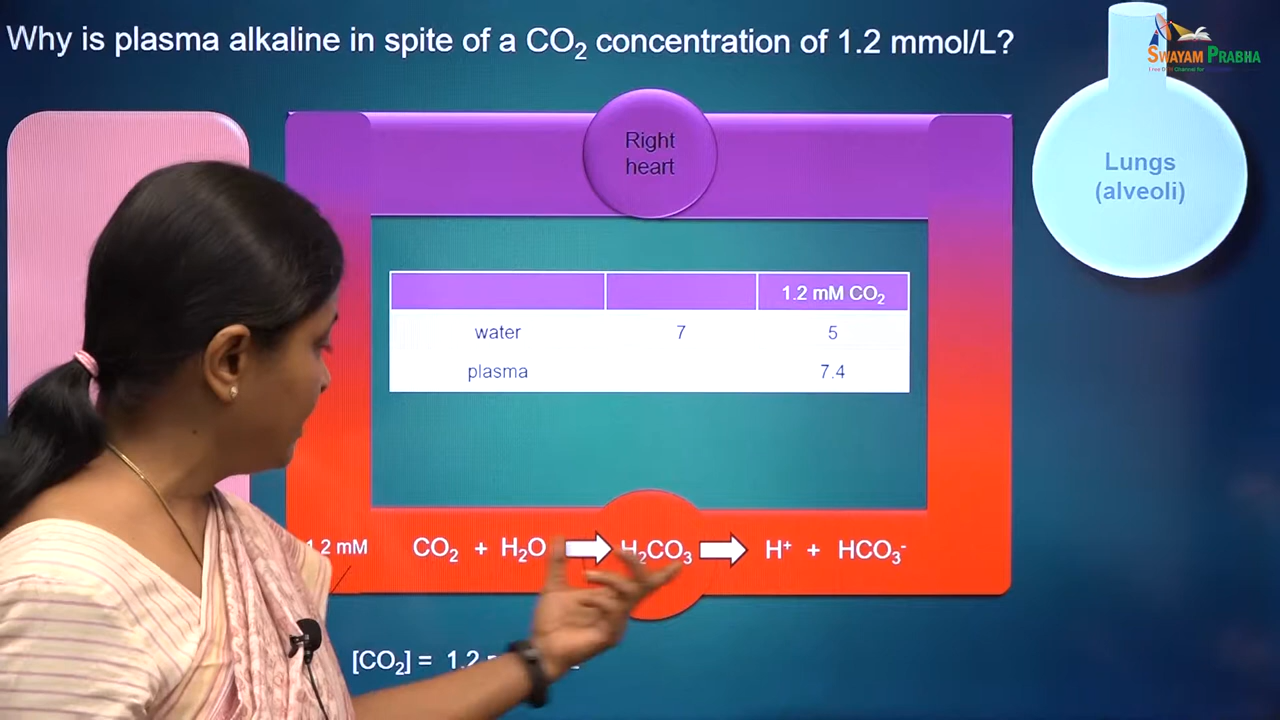 Why is plasma alkaline in spite of a CO₂ concentration of 1.2 mmol/L?
SWAYAM PRABHA
Right
heart
Lungs
(alveoli)
1.2 mM CO₂
water 7 5
plasma 7.4
1.2 mM CO₂ + H₂O H₂CO₃ H⁺ + HCO₃⁻
[CO₂] = 1.2